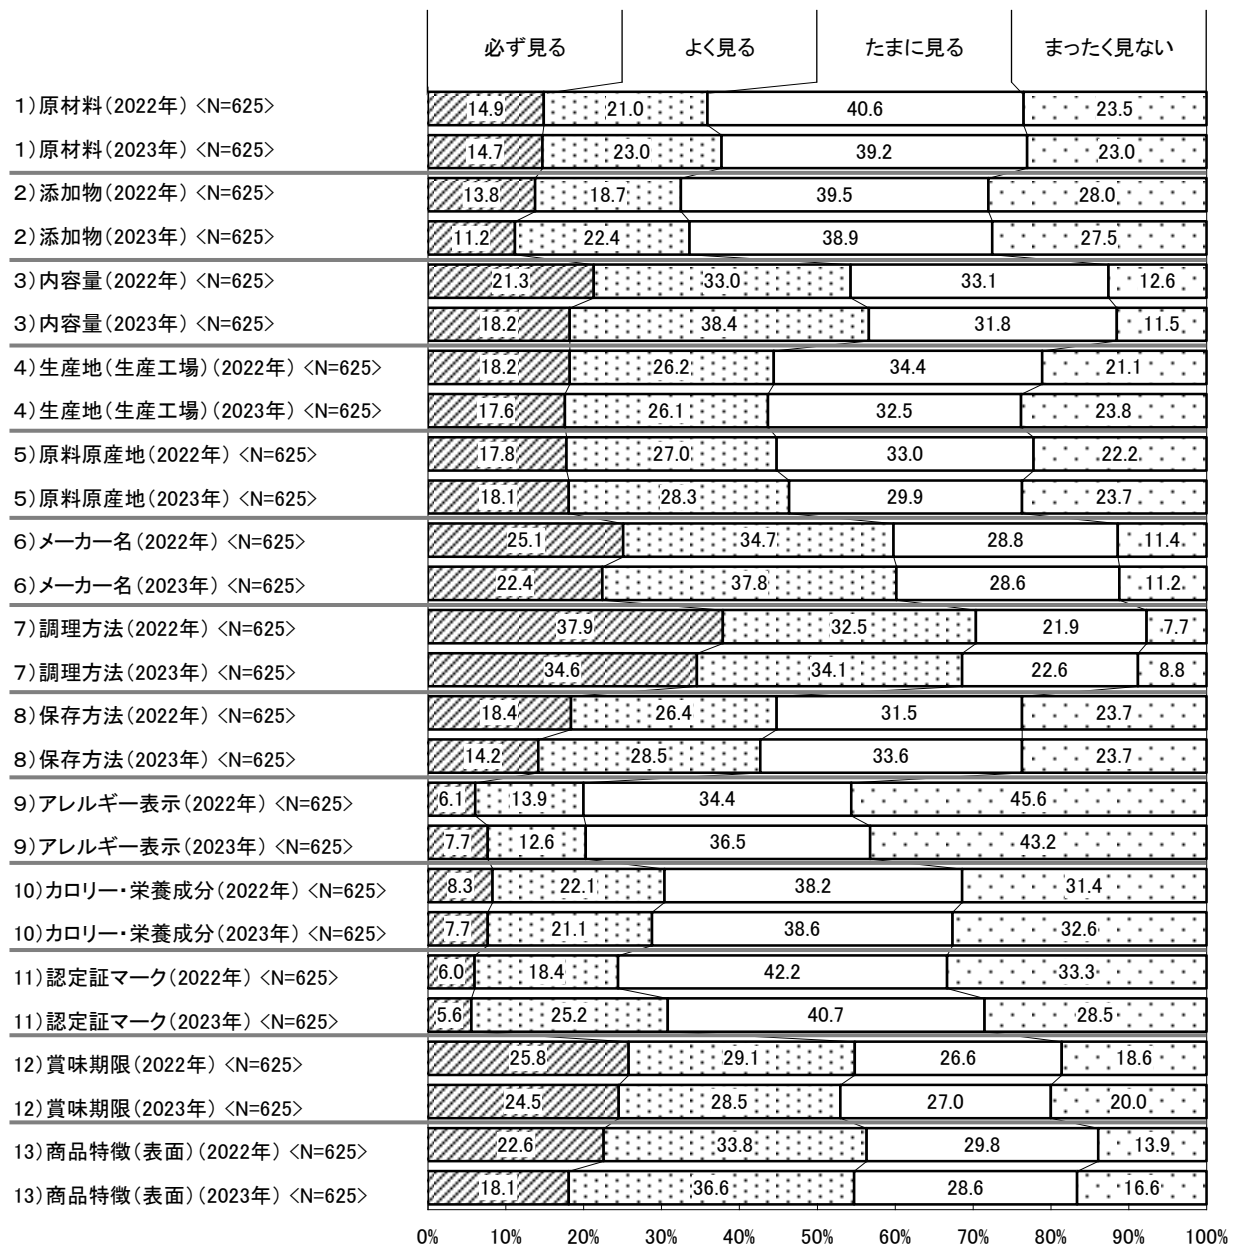 必ず見る よく見る たまに見る まったく見ない
1)原材料(2022年) <N=625> 14.9 21.0 40.6 23.5
1)原材料(2023年) <N=625> 14.7 23.0 39.2 23.0
2)添加物(2022年) <N=625> 13.8 18.7 39.5 28.0
2)添加物(2023年) <N=625> 11.2 22.4 38.9 27.5
3)内容量(2022年) <N=625> 21.3 33.0 33.1 12.6
3)内容量(2023年) <N=625> 18.2 38.4 31.8 11.5
4)生産地(生産工場)(2022年) <N=625> 18.2 26.2 34.4 21.1
4)生産地(生産工場)(2023年) <N=625> 17.6 26.1 32.5 23.8
5)原料原産地(2022年) <N=625> 17.8 27.0 33.0 22.2
5)原料原産地(2023年) <N=625> 18.1 28.3 29.9 23.7
6)メーカー名(2022年) <N=625> 25.1 34.7 28.8 11.4
6)メーカー名(2023年) <N=625> 22.4 37.8 28.6 11.2
7)調理方法(2022年) <N=625> 37.9 32.5 21.9 7.7
7)調理方法(2023年) <N=625> 34.6 34.1 22.6 8.8
8)保存方法(2022年) <N=625> 18.4 26.4 31.5 23.7
8)保存方法(2023年) <N=625> 14.2 28.5 33.6 23.7
9)アレルギー表示(2022年) <N=625> 6.1 13.9 34.4 45.6
9)アレルギー表示(2023年) <N=625> 7.7 12.6 36.5 43.2
10)カロリー・栄養成分(2022年) <N=625> 8.3 22.1 38.2 31.4
10)カロリー・栄養成分(2023年) <N=625> 7.7 21.1 38.6 32.6
11)認定証マーク(2022年) <N=625> 6.0 18.4 42.2 33.3
11)認定証マーク(2023年) <N=625> 5.6 25.2 40.7 28.5
12)賞味期限(2022年) <N=625> 25.8 29.1 26.6 18.6
12)賞味期限(2023年) <N=625> 24.5 28.5 27.0 20.0
13)商品特徴(表面)(2022年) <N=625> 22.6 33.8 29.8 13.9
13)商品特徴(表面)(2023年) <N=625> 18.1 36.6 28.6 16.6
0% 10% 20% 30% 40% 50% 60% 70% 80% 90% 100%